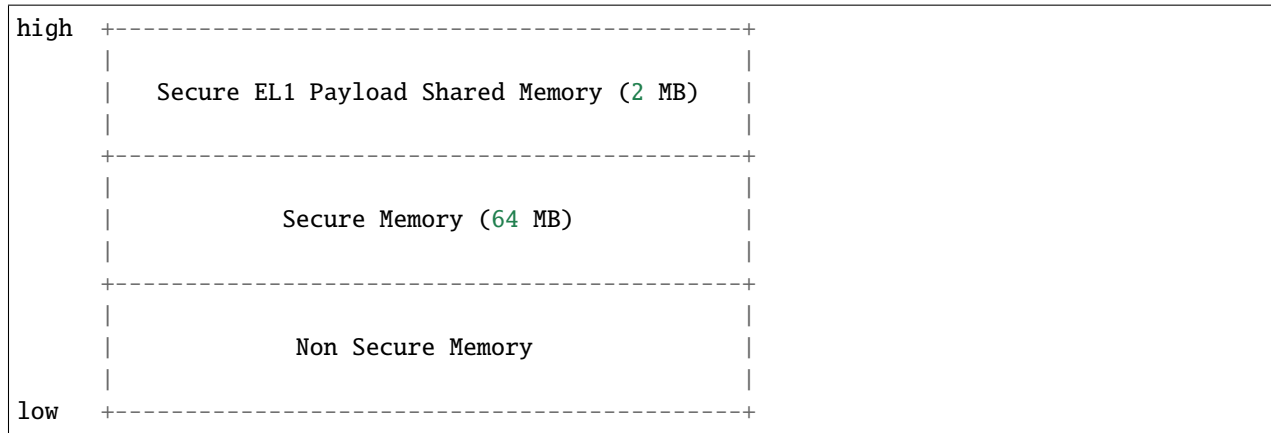 high  +---------------------------------------------+
      |                                             |
      |   Secure EL1 Payload Shared Memory (2 MB)   |
      |                                             |
      +---------------------------------------------+
      |                                             |
      |            Secure Memory (64 MB)            |
      |                                             |
      +---------------------------------------------+
      |                                             |
      |             Non Secure Memory               |
      |                                             |
low   +---------------------------------------------+